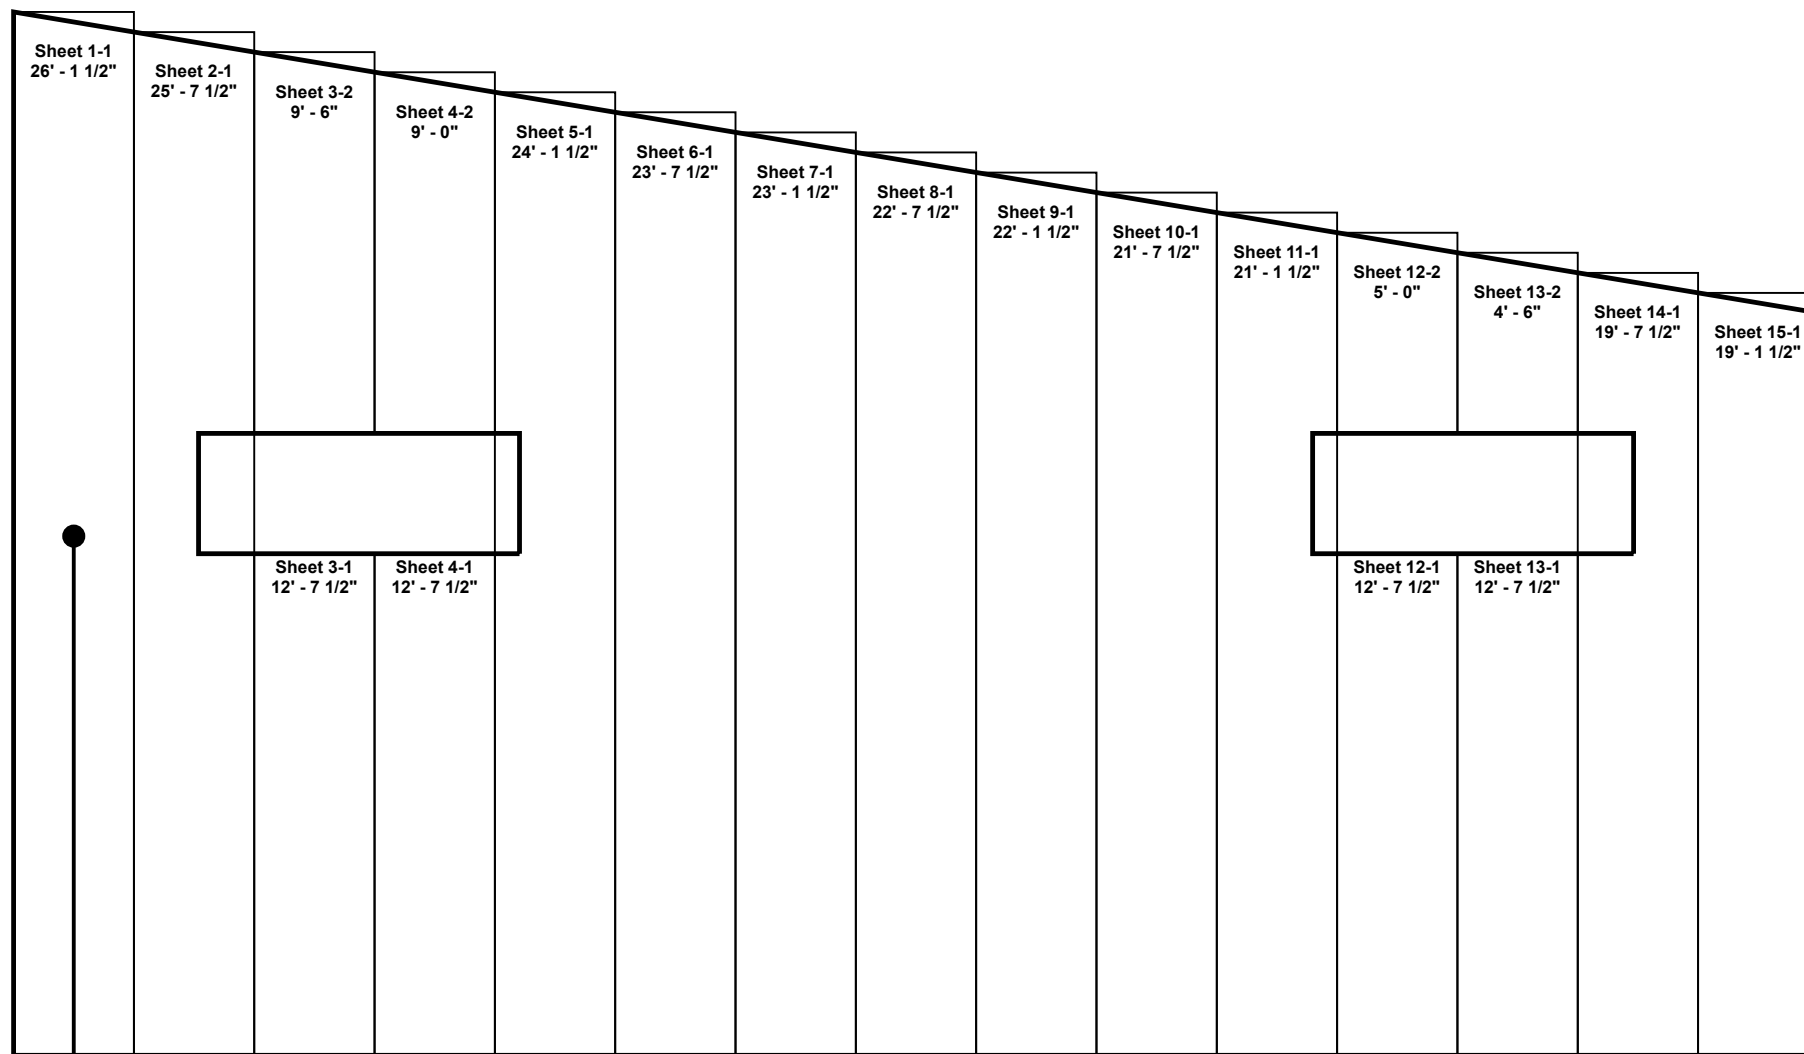 Sheet 1-1
26' - 1 1/2"
Sheet 2-1
25' - 7 1/2"
Sheet 3-2
9' - 6"
Sheet 4-2
9' - 0"
Sheet 5-1
24' - 1 1/2"
Sheet 6-1
23' - 7 1/2"
Sheet 7-1
23' - 1 1/2"
Sheet 8-1
22' - 7 1/2"
Sheet 9-1
22' - 1 1/2"
Sheet 10-1
21' - 7 1/2"
Sheet 11-1
21' - 1 1/2"
Sheet 12-2
5' - 0"
Sheet 13-2
4' - 6"
Sheet 14-1
19' - 7 1/2"
Sheet 15-1
19' - 1 1/2"
Sheet 3-1
12' - 7 1/2"
Sheet 4-1
12' - 7 1/2"
Sheet 12-1
12' - 7 1/2"
Sheet 13-1
12' - 7 1/2"